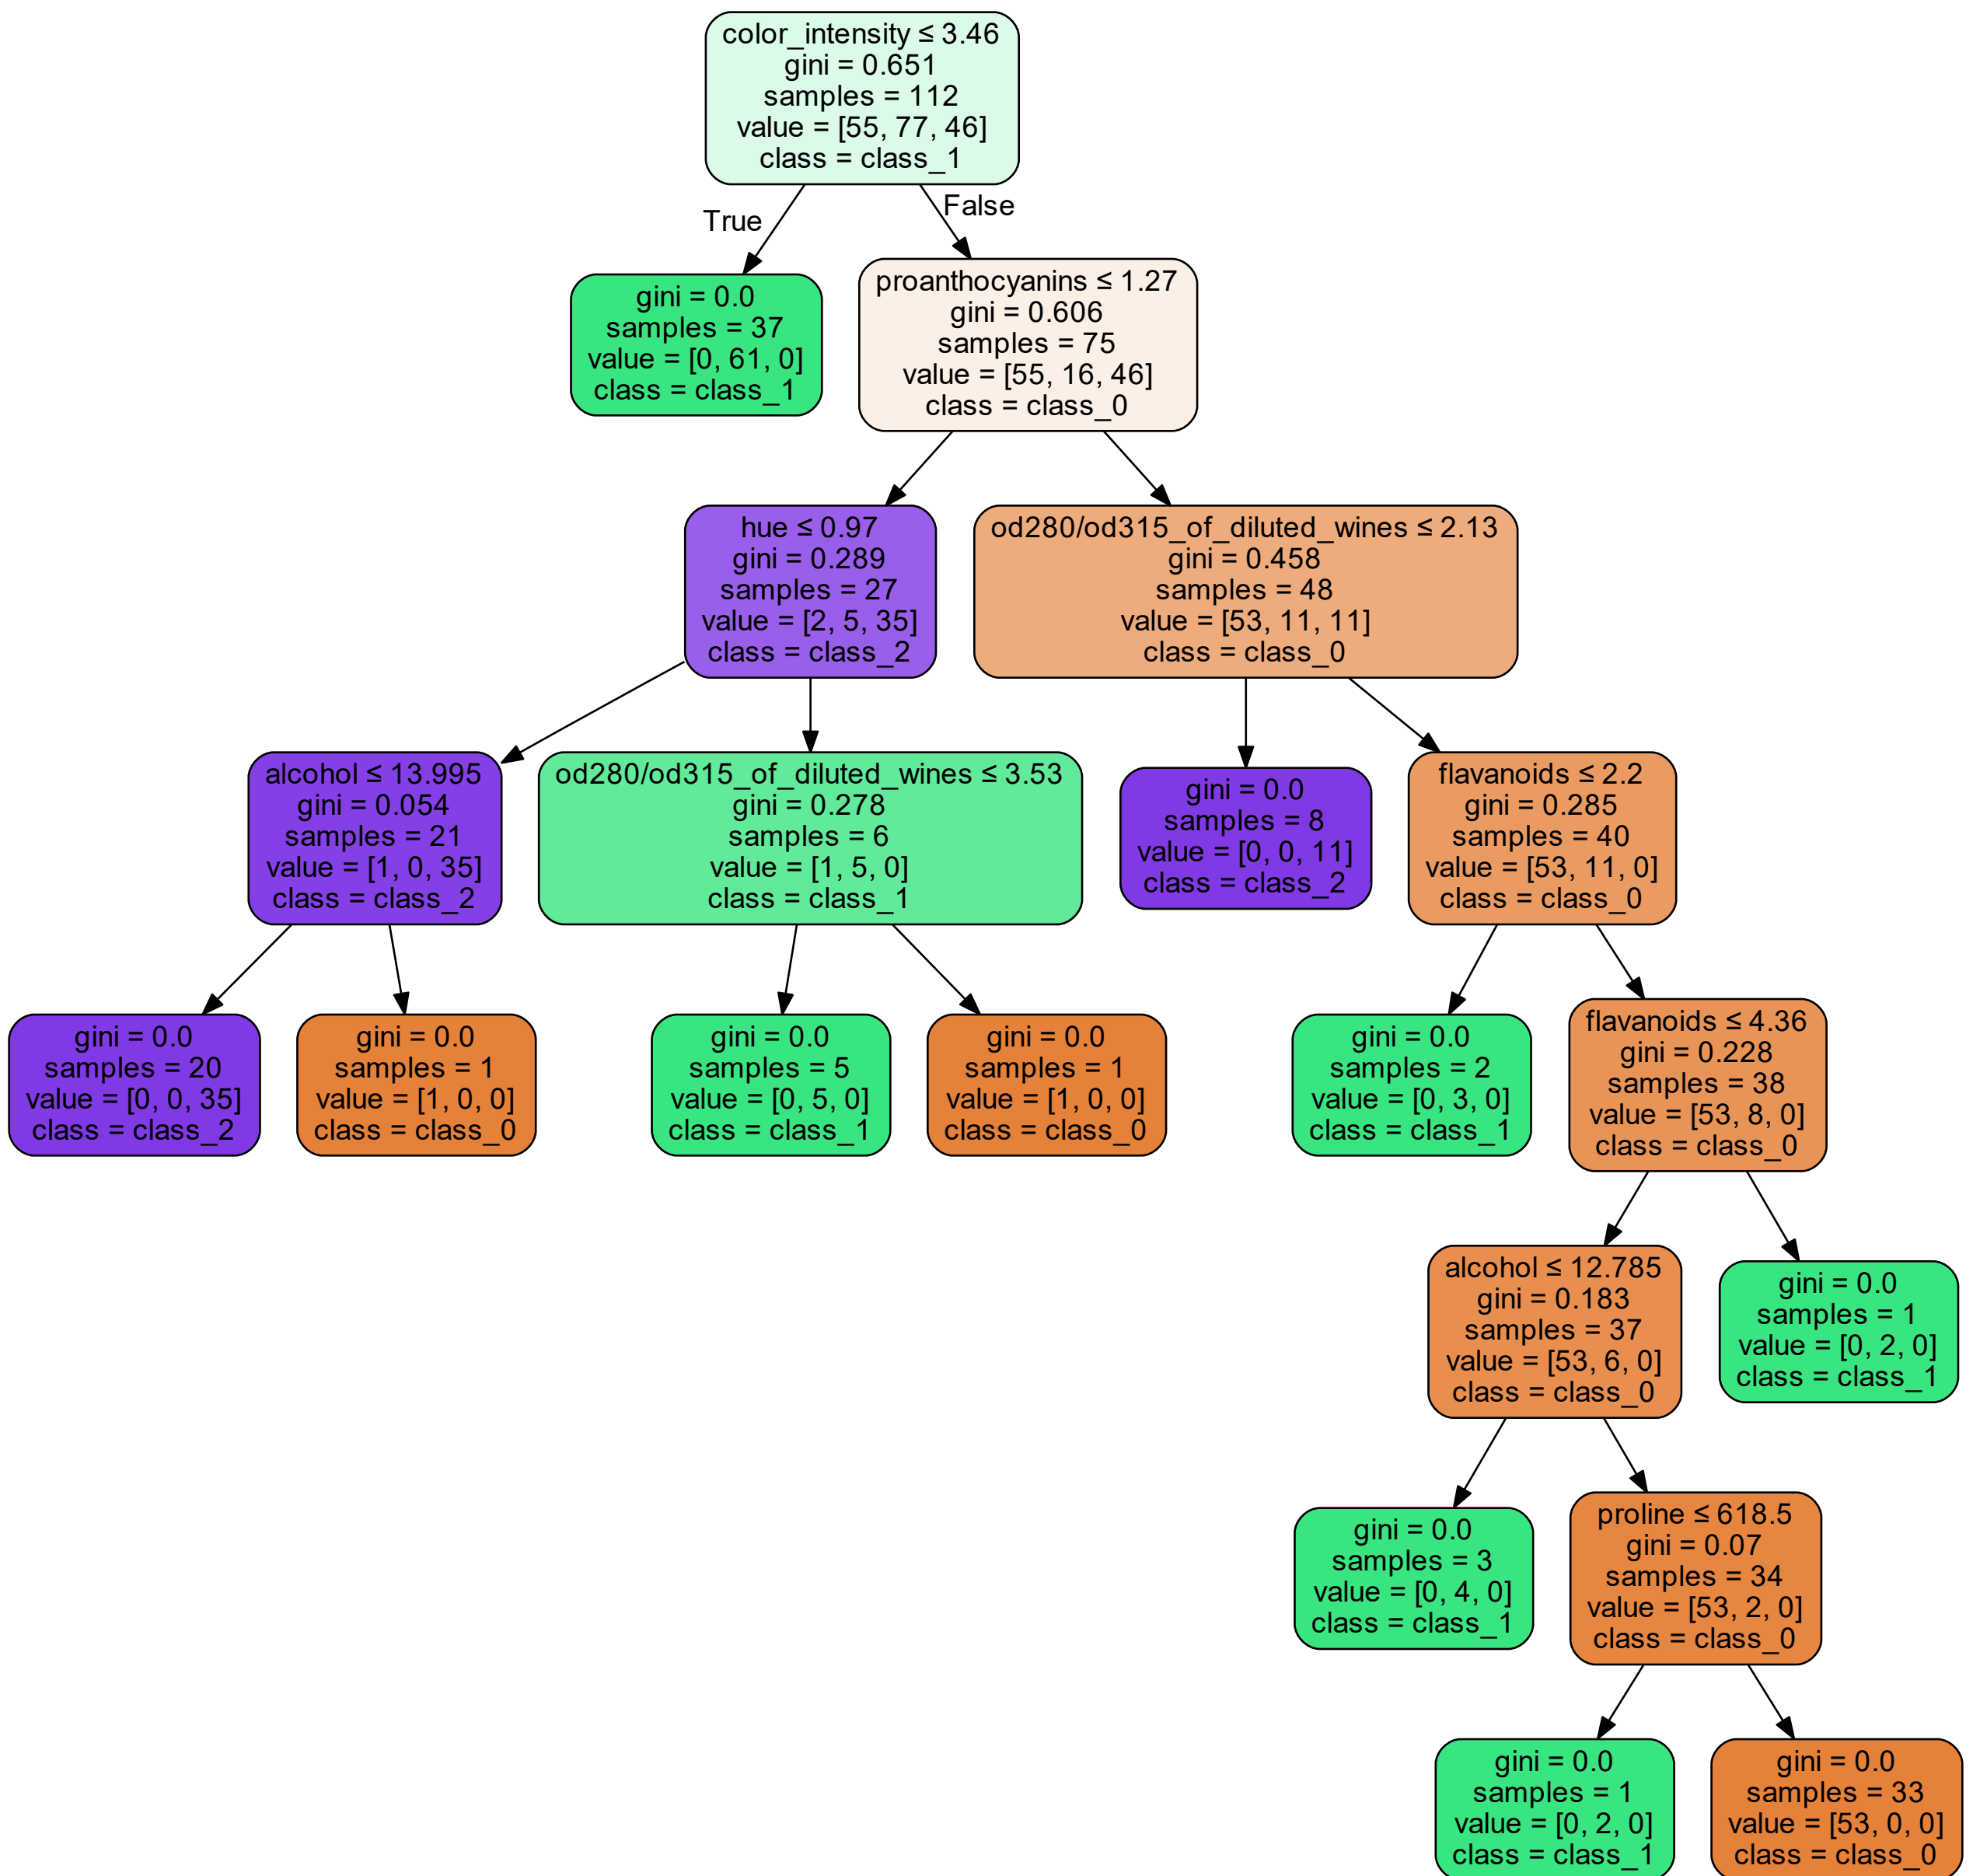 color_intensity ≤ 3.46
gini = 0.651
samples = 112
value = [55, 77, 46]
class = class_1
True
False
gini = 0.0
samples = 37
value = [0, 61, 0]
class = class_1
proanthocyanins ≤ 1.27
gini = 0.606
samples = 75
value = [55, 16, 46]
class = class_0
hue ≤ 0.97
gini = 0.289
samples = 27
value = [2, 5, 35]
class = class_2
od280/od315_of_diluted_wines ≤ 2.13
gini = 0.458
samples = 48
value = [53, 11, 11]
class = class_0
alcohol ≤ 13.995
gini = 0.054
samples = 21
value = [1, 0, 35]
class = class_2
od280/od315_of_diluted_wines ≤ 3.53
gini = 0.278
samples = 6
value = [1, 5, 0]
class = class_1
gini = 0.0
samples = 8
value = [0, 0, 11]
class = class_2
flavanoids ≤ 2.2
gini = 0.285
samples = 40
value = [53, 11, 0]
class = class_0
gini = 0.0
samples = 20
value = [0, 0, 35]
class = class_2
gini = 0.0
samples = 1
value = [1, 0, 0]
class = class_0
gini = 0.0
samples = 5
value = [0, 5, 0]
class = class_1
gini = 0.0
samples = 1
value = [1, 0, 0]
class = class_0
gini = 0.0
samples = 2
value = [0, 3, 0]
class = class_1
flavanoids ≤ 4.36
gini = 0.228
samples = 38
value = [53, 8, 0]
class = class_0
alcohol ≤ 12.785
gini = 0.183
samples = 37
value = [53, 6, 0]
class = class_0
gini = 0.0
samples = 1
value = [0, 2, 0]
class = class_1
gini = 0.0
samples = 3
value = [0, 4, 0]
class = class_1
proline ≤ 618.5
gini = 0.07
samples = 34
value = [53, 2, 0]
class = class_0
gini = 0.0
samples = 1
value = [0, 2, 0]
class = class_1
gini = 0.0
samples = 33
value = [53, 0, 0]
class = class_0